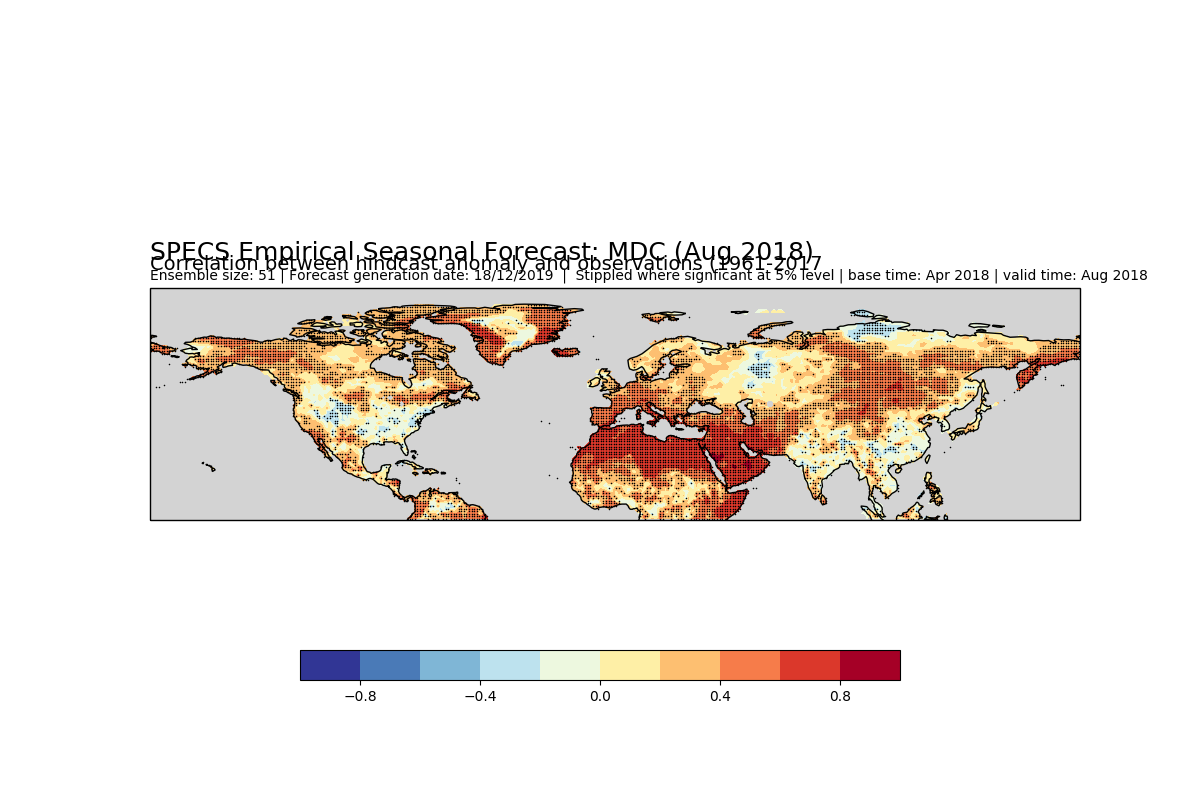 SPECS Empirical Seasonal Forecast: MDC (Aug 2018)
Correlation between hindcast anomaly and observations (1961-2017
Ensemble size: 51 | Forecast generation date: 18/12/2019 | Stippled where signficant at 5% level | base time: Apr 2018 | valid time: Aug 2018
−0.8 −0.4 0.0 0.4 0.8